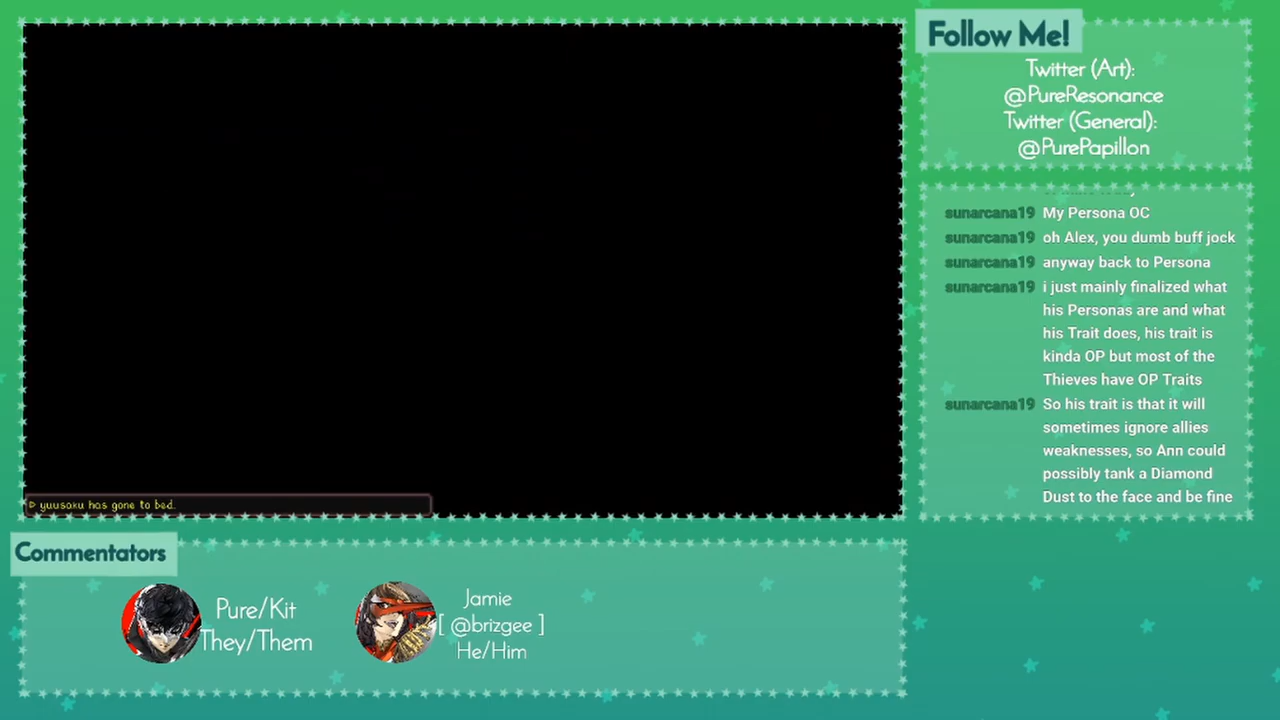 Follow Me!
Twitter (Art):
@PureResonance
Twitter (General):
@PurePapillon
sunarcana19 My Persona OC
sunarcana19 oh Alex, you dumb buff jock
sunarcana19 anyway back to Persona
sunarcana19 i just mainly finalized what
his Personas are and what
his Trait does, his trait is
kinda OP but most of the
Thieves have OP Traits
sunarcana19 So his trait is that it will
sometimes ignore allies
weaknesses, so Ann could
possibly tank a Diamond
Dust to the face and be fine
yuusaku has gone to bed.
Commentators
Pure/Kit
They/Them
Jamie
[ @brizgee ]
He/Him